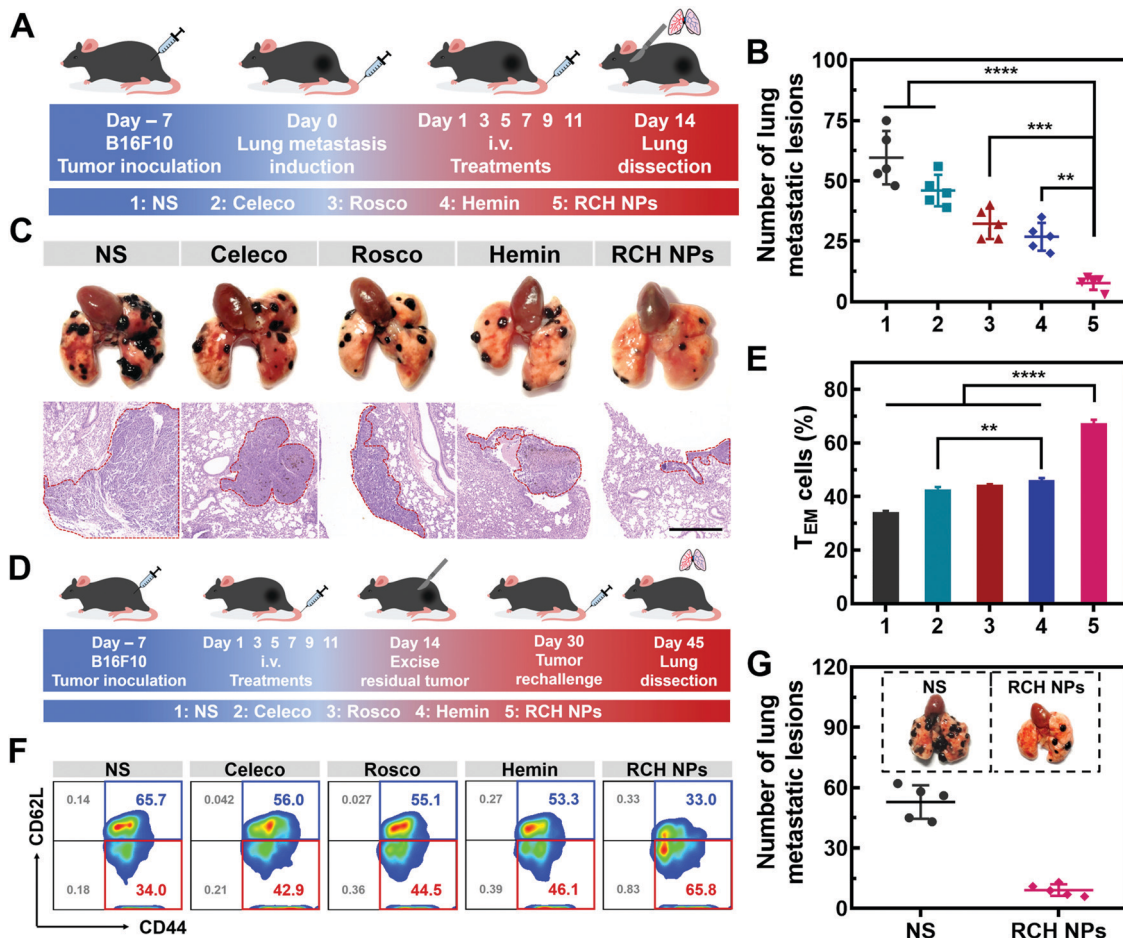 A
Day – 7
B16F10
Tumor inoculation
Day 0
Lung metastasis
induction
Day 1 3 5 7 9 11
i.v.
Treatments
Day 14
Lung
dissection
1: NS 2: Celeco 3: Rosco 4: Hemin 5: RCH NPs
B
Number of lung
metastatic lesions
100
75
50
25
0
****
***
**
1 2 3 4 5
C
NS Celeco Rosco Hemin RCH NPs
D
Day – 7
B16F10
Tumor inoculation
Day 1 3 5 7 9 11
i.v.
Treatments
Day 14
Excise
residual tumor
Day 30
Tumor
rechallenge
Day 45
Lung
dissection
1: NS 2: Celeco 3: Rosco 4: Hemin 5: RCH NPs
E
TEM cells (%)
80
60
40
20
0
****
**
1 2 3 4 5
F
NS Celeco Rosco Hemin RCH NPs
CD62L
CD44
0.14 65.7 0.042 56.0 0.027 55.1 0.27 53.3 0.33 33.0
0.18 34.0 0.21 42.9 0.36 44.5 0.39 46.1 0.83 65.8
G
Number of lung
metastatic lesions
120
90
60
30
0
NS RCH NPs
NS RCH NPs